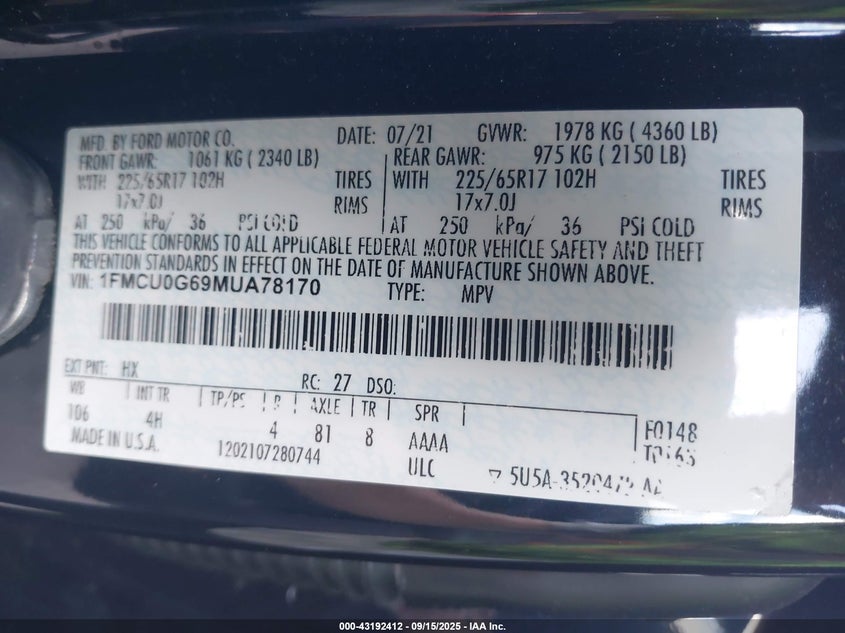 MFD. BY FORD MOTOR CO. DATE: 07/21 GVWR: 1978 KG ( 4360 LB)
FRONT GAWR: 1061 KG ( 2340 LB) REAR GAWR: 975 KG ( 2150 LB)
WITH 225/65R17 102H TIRES WITH 225/65R17 102H TIRES
17x7.0J RIMS 17x7.0J RIMS
AT 250 kPa/ 36 PSI COLD AT 250 kPa/ 36 PSI COLD
THIS VEHICLE CONFORMS TO ALL APPLICABLE FEDERAL MOTOR VEHICLE SAFETY AND THEFT
PREVENTION STANDARDS IN EFFECT ON THE DATE OF MANUFACTURE SHOWN ABOVE.
VIN: 1FMCU0G69MUA78170 TYPE: MPV
EXT PNT: HX RC: 27 DSO:
WB INT TR TP/PS R AXLE TR SPR
106 4H 4 81 8 AAAA F0148
MADE IN U.S.A. 1202107280744 ULC T0165
5U5A-3520472-
000-43192412 - 09/15/2025 - IAA Inc.